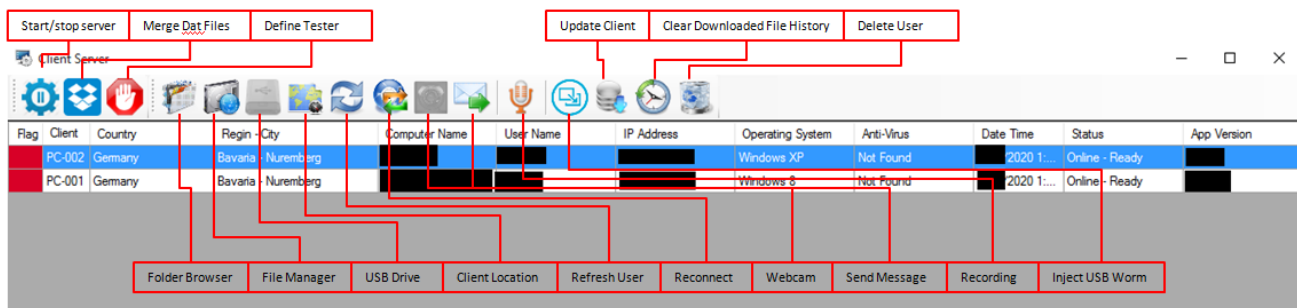 Start/stop server Merge Dat Files Define Tester Update Client Clear Downloaded File History Delete User
Client Server
Flag Client Country Regin - City Computer Name User Name IP Address Operating System Anti-Virus Date Time Status App Version
PC-002 Germany Bavaria - Nuremberg Windows XP Not Found /2020 1:... Online - Ready
PC-001 Germany Bavaria - Nuremberg Windows 8 Not Found /2020 1:... Online - Ready
Folder Browser File Manager USB Drive Client Location Refresh User Reconnect Webcam Send Message Recording Inject USB Worm